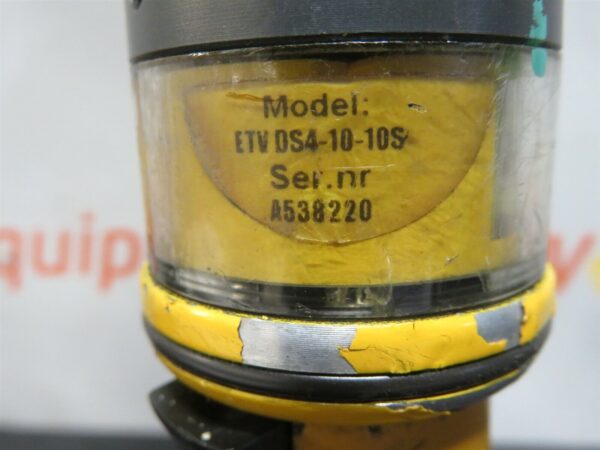 Model:
ETV DS4-10-10S
Ser.nr
A538220